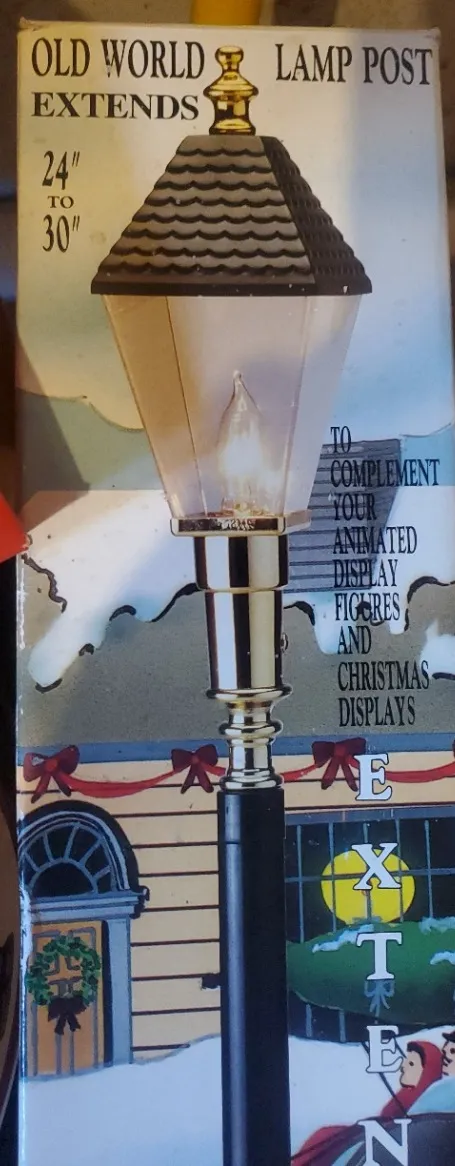 OLD WORLD LAMP POST
EXTENDS
24"
TO
30"
TO
COMPLEMENT
YOUR
ANIMATED
DISPLAY
FIGURES
AND
CHRISTMAS
DISPLAYS
E
X
T
E
N